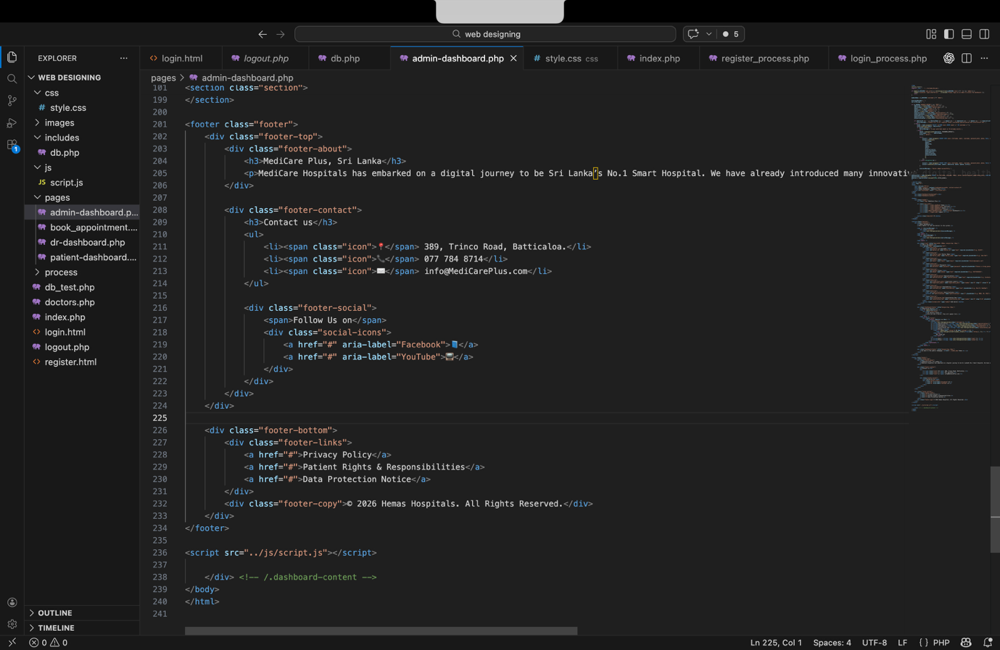 web designing
5
EXPLORER
login.html
logout.php
db.php
admin-dashboard.php
style.css css
index.php
register_process.php
login_process.php
WEB DESIGNING
css
style.css
images
includes
db.php
js
script.js
pages
admin-dashboard.p...
book_appointment....
dr-dashboard.php
patient-dashboard....
process
db_test.php
doctors.php
index.php
login.html
logout.php
register.html
OUTLINE
TIMELINE
1
pages > admin-dashboard.php
101 <section class="section">
199 </section>
200
201 <footer class="footer">
202 <div class="footer-top">
203 <div class="footer-about">
204 <h3>MediCare Plus, Sri Lanka</h3>
205 <p>MediCare Hospitals has embarked on a digital journey to be Sri Lanka’s No.1 Smart Hospital. We have already introduced many innovati
206 </div>
207
208 <div class="footer-contact">
209 <h3>Contact us</h3>
210 <ul>
211 <li><span class="icon">📍</span> 389, Trinco Road, Batticaloa.</li>
212 <li><span class="icon">📞</span> 077 784 8714</li>
213 <li><span class="icon">✉️</span> info@MediCarePlus.com</li>
214 </ul>
215
216 <div class="footer-social">
217 <span>Follow Us on</span>
218 <div class="social-icons">
219 <a href="#" aria-label="Facebook">📘</a>
220 <a href="#" aria-label="YouTube">📺</a>
221 </div>
222 </div>
223 </div>
224 </div>
225
226 <div class="footer-bottom">
227 <div class="footer-links">
228 <a href="#">Privacy Policy</a>
229 <a href="#">Patient Rights & Responsibilities</a>
230 <a href="#">Data Protection Notice</a>
231 </div>
232 <div class="footer-copy">© 2026 Hemas Hospitals. All Rights Reserved.</div>
233 </div>
234 </footer>
235
236 <script src="../js/script.js"></script>
237
238 </div> <!-- /.dashboard-content -->
239 </body>
240 </html>
241
0 0
Ln 225, Col 1 Spaces: 4 UTF-8 LF { } PHP